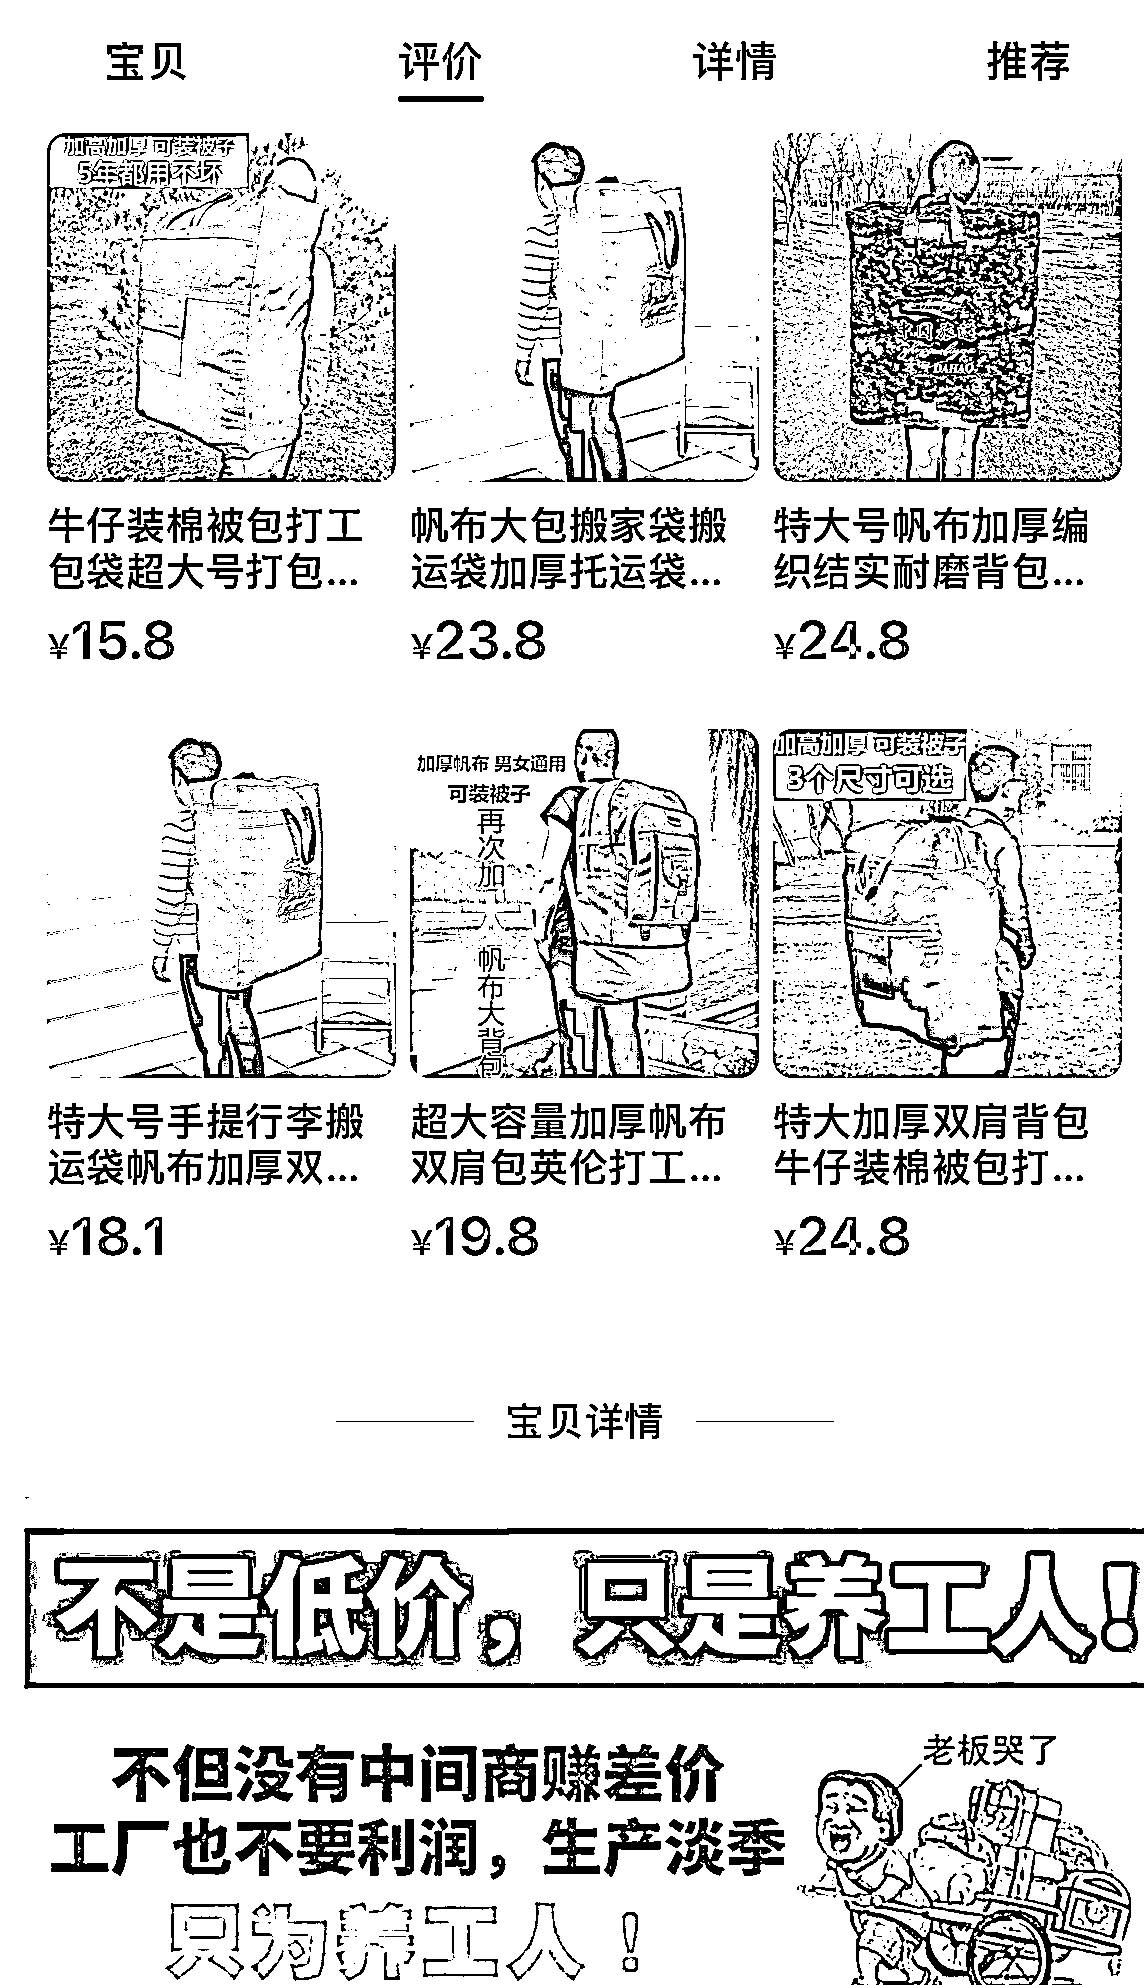 宝贝 评价 详情 推荐
加高加厚 可装被子
5年都用不坏
DAHAO
牛仔装棉被包打工
包袋超大号打包...
¥15.8
帆布大包搬家袋搬
运袋加厚托运袋...
¥23.8
特大号帆布加厚编
织结实耐磨背包...
¥24.8
加厚帆布 男女通用
可装被子
再次加大 帆布大背包
加高加厚 可装被子
3个尺寸可选
特大号手提行李搬
运袋帆布加厚双...
¥18.1
超大容量加厚帆布
双肩包英伦打工...
¥19.8
特大加厚双肩背包
牛仔装棉被包打...
¥24.8
宝贝详情
不是低价，只是养工人!
不但没有中间商赚差价
工厂也不要利润，生产淡季
只为养工人！
老板哭了